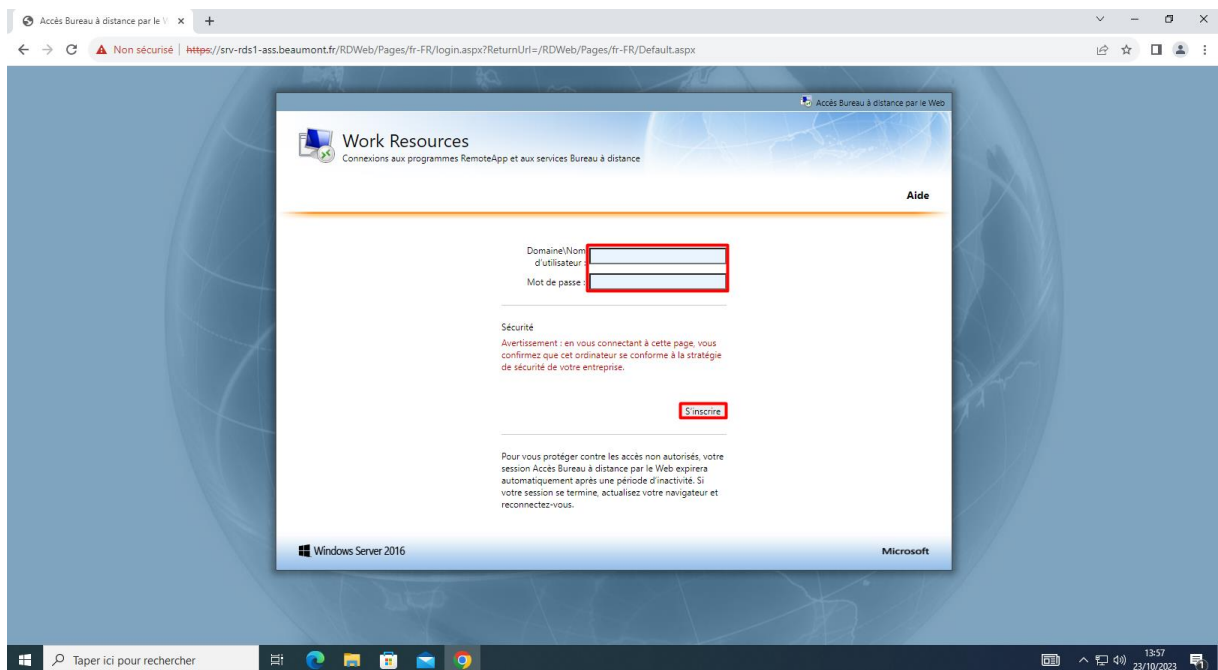 Accès Bureau à distance par le V
Non sécurisé | https://srv-rds1-ass.beaumont.fr/RDWeb/Pages/fr-FR/login.aspx?ReturnUrl=/RDWeb/Pages/fr-FR/Default.aspx
Accès Bureau à distance par le Web
Work Resources
Connexions aux programmes RemoteApp et aux services Bureau à distance
Aide
Domaine\Nom
d'utilisateur :
Mot de passe :
Sécurité
Avertissement : en vous connectant à cette page, vous
confirmez que cet ordinateur se conforme à la stratégie
de sécurité de votre entreprise.
S'inscrire
Pour vous protéger contre les accès non autorisés, votre
session Accès Bureau à distance par le Web expirera
automatiquement après une période d'inactivité. Si
votre session se termine, actualisez votre navigateur et
reconnectez-vous.
Windows Server 2016
Microsoft
Taper ici pour rechercher
13:57
23/10/2023